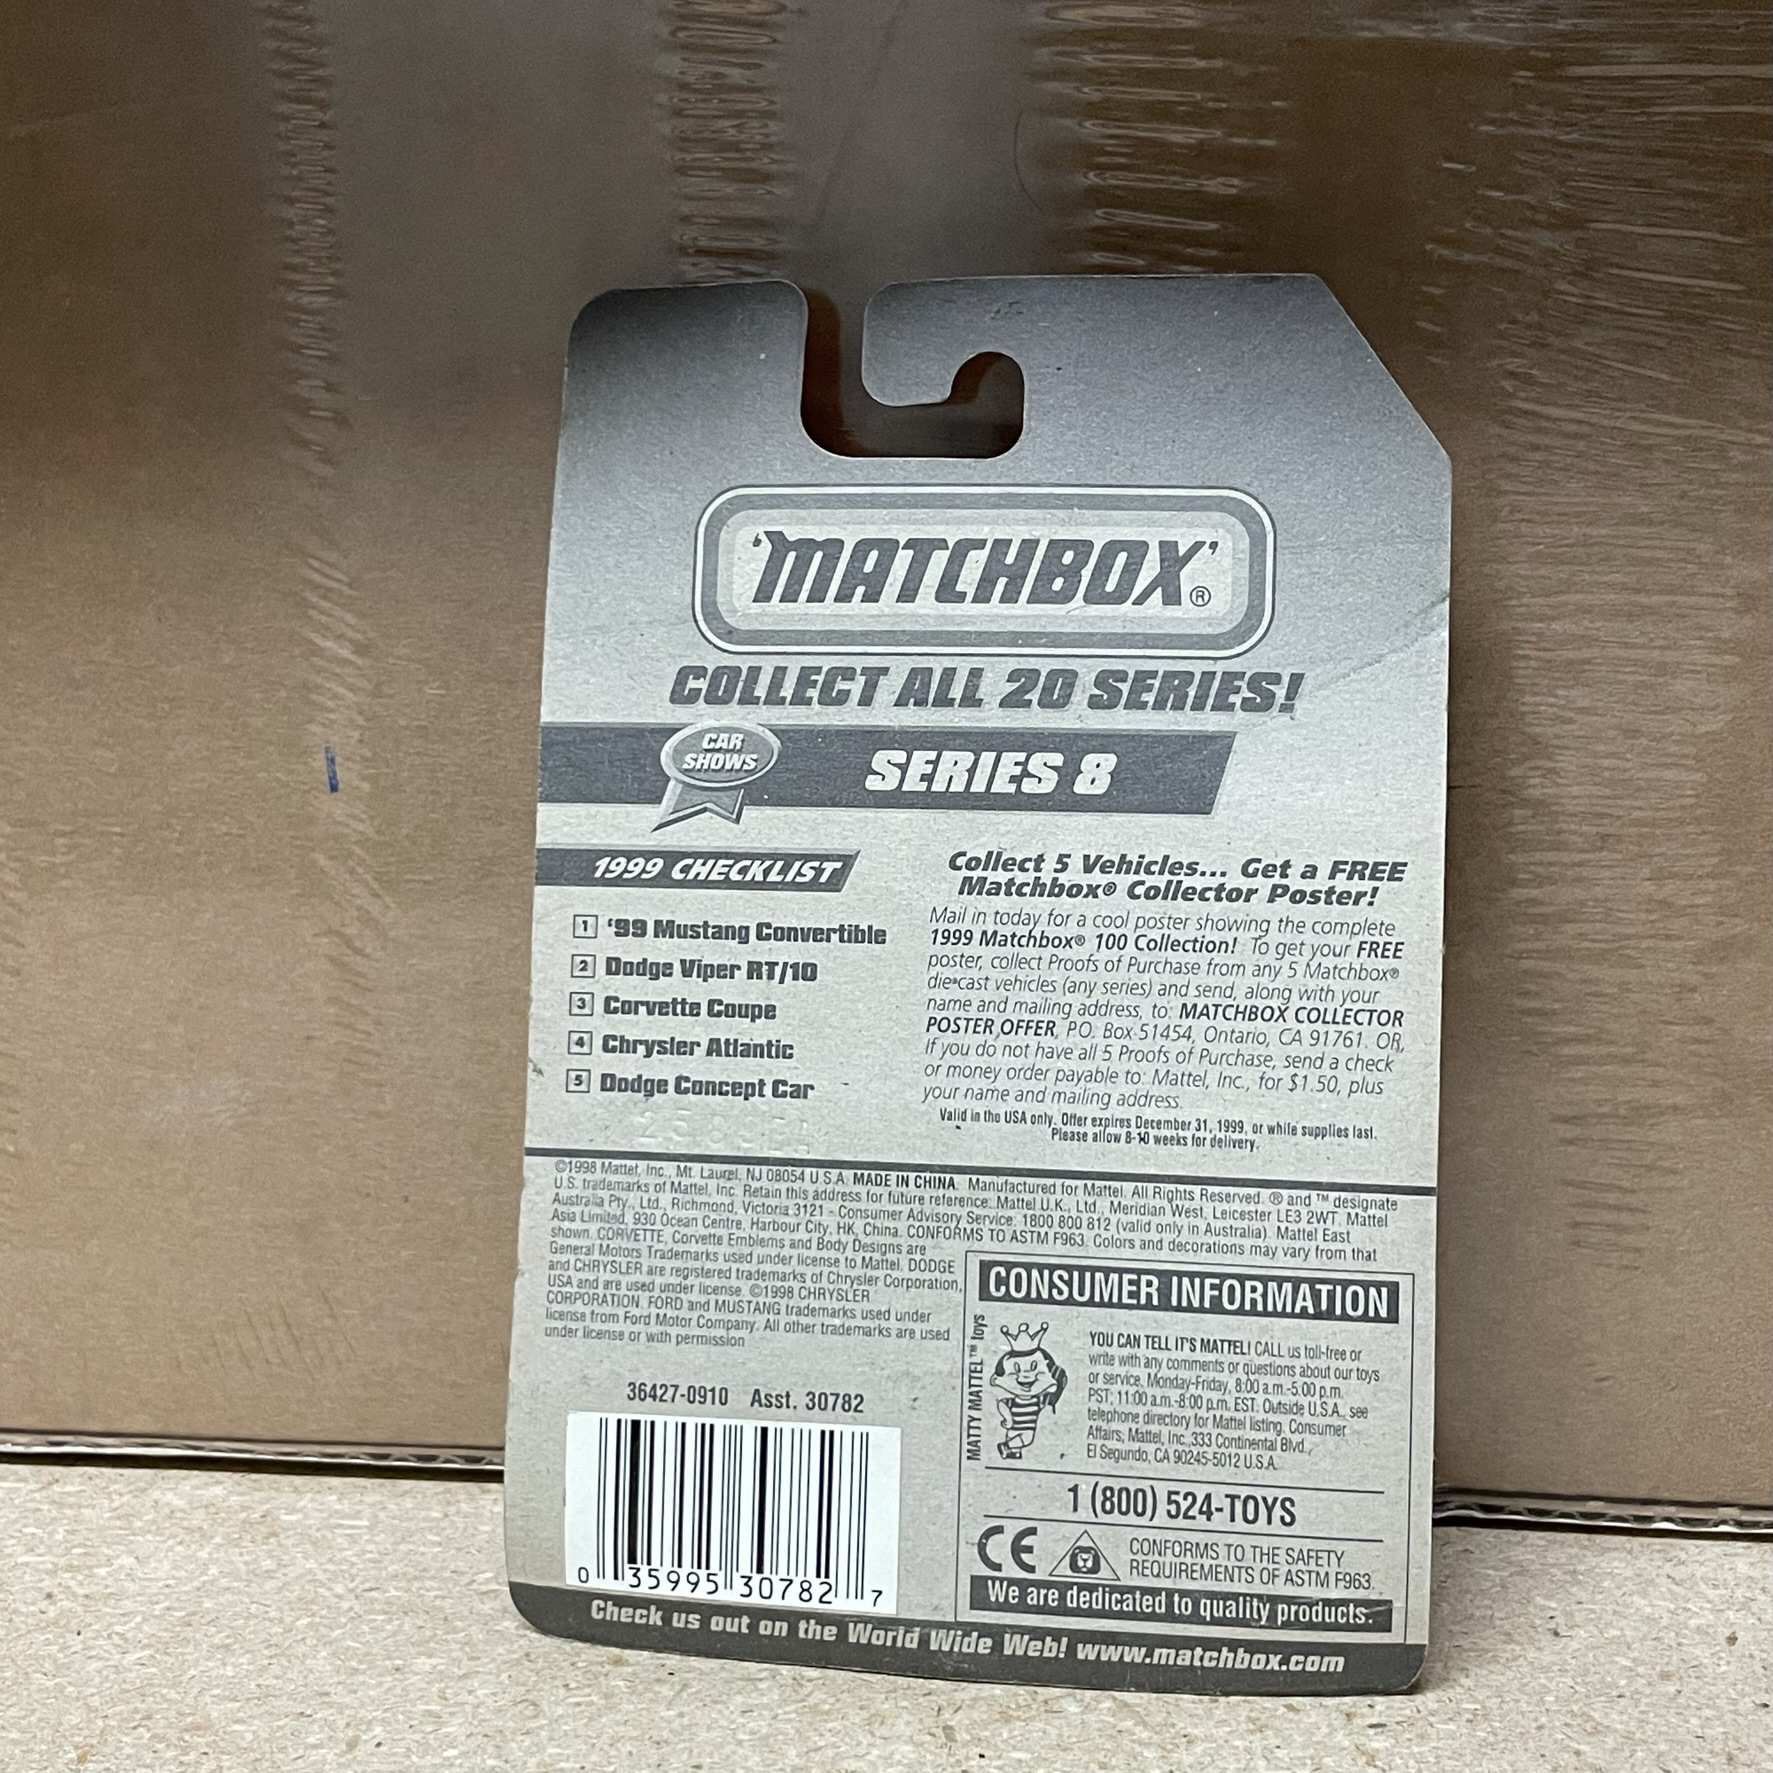 'MATCHBOX'®
COLLECT ALL 20 SERIES!
CAR
SHOWS
SERIES 8
1999 CHECKLIST
1 '99 Mustang Convertible
2 Dodge Viper RT/10
3 Corvette Coupe
4 Chrysler Atlantic
5 Dodge Concept Car
Collect 5 Vehicles... Get a FREE
Matchbox® Collector Poster!
Mail in today for a cool poster showing the complete
1999 Matchbox® 100 Collection! To get your FREE
poster, collect Proofs of Purchase from any 5 Matchbox®
die-cast vehicles (any series) and send, along with your
name and mailing address, to: MATCHBOX COLLECTOR
POSTER OFFER, P.O. Box 51454, Ontario, CA 91761. OR,
If you do not have all 5 Proofs of Purchase, send a check
or money order payable to: Mattel, Inc., for $1.50, plus
your name and mailing address.
Valid in the USA only. Offer expires December 31, 1999, or while supplies last.
Please allow 8-10 weeks for delivery.
©1998 Mattel, Inc., Mt. Laurel, NJ 08054 U.S.A. MADE IN CHINA. Manufactured for Mattel. All Rights Reserved. ® and ™ designate
U.S. trademarks of Mattel, Inc. Retain this address for future reference: Mattel U.K., Ltd., Meridian West, Leicester LE3 2WT. Mattel
Australia Pty., Ltd., Richmond, Victoria 3121 - Consumer Advisory Service: 1800 800 812 (valid only in Australia). Mattel East
Asia Limited, 930 Ocean Centre, Harbour City, HK, China. CONFORMS TO ASTM F963. Colors and decorations may vary from that
shown. CORVETTE, Corvette Emblems and Body Designs are
General Motors Trademarks used under license to Mattel. DODGE
and CHRYSLER are registered trademarks of Chrysler Corporation,
USA and are used under license. ©1998 CHRYSLER
CORPORATION. FORD and MUSTANG trademarks used under
license from Ford Motor Company. All other trademarks are used
under license or with permission
36427-0910 Asst. 30782
0 35995 30782 7
CONSUMER INFORMATION
MATTY MATTEL™ toys
YOU CAN TELL IT'S MATTEL! CALL us toll-free or
write with any comments or questions about our toys
or service, Monday-Friday, 8:00 a.m.-5:00 p.m.
PST; 11:00 a.m.-8:00 p.m. EST. Outside U.S.A., see
telephone directory for Mattel listing. Consumer
Affairs, Mattel, Inc., 333 Continental Blvd.,
El Segundo, CA 90245-5012 U.S.A.
1 (800) 524-TOYS
CE
CONFORMS TO THE SAFETY
REQUIREMENTS OF ASTM F963.
We are dedicated to quality products.
Check us out on the World Wide Web! www.matchbox.com